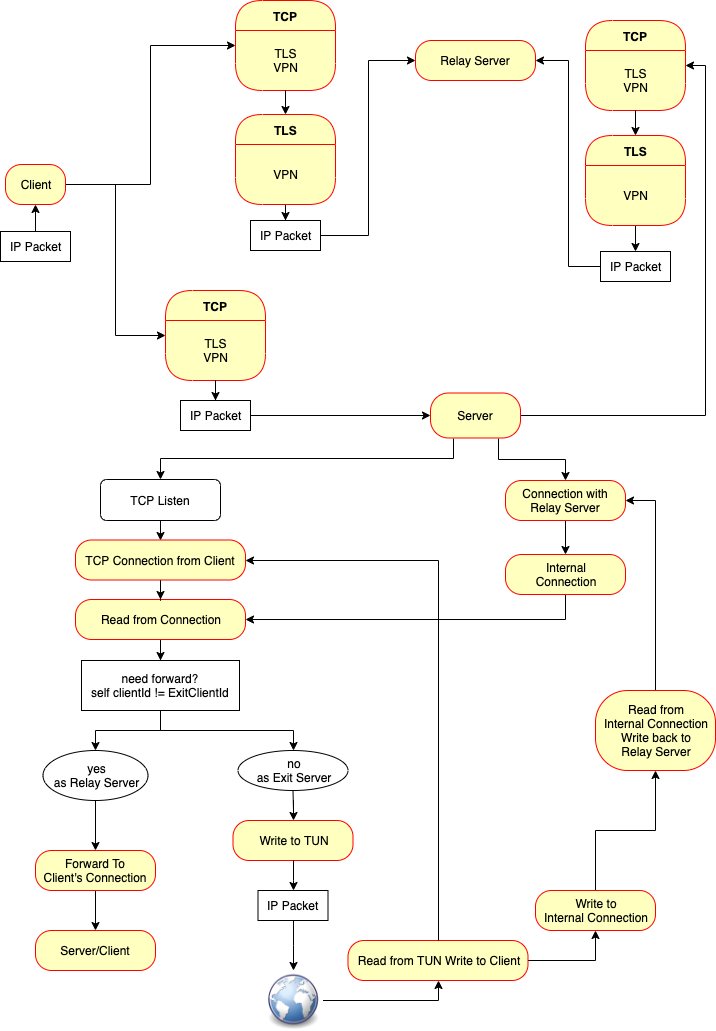 TCP
TLS
VPN
TLS
VPN
IP Packet
Relay Server
TCP
TLS
VPN
TLS
VPN
IP Packet
Client
IP Packet
TCP
TLS
VPN
IP Packet
Server
TCP Listen
Connection with
Relay Server
TCP Connection from Client
Internal
Connection
Read from Connection
need forward?
self clientId != ExitClientId
yes
as Relay Server
no
as Exit Server
Read from
Internal Connection
Write back to
Relay Server
Forward To
Client's Connection
Write to TUN
Server/Client
IP Packet
Write to
Internal Connection
Read from TUN Write to Client